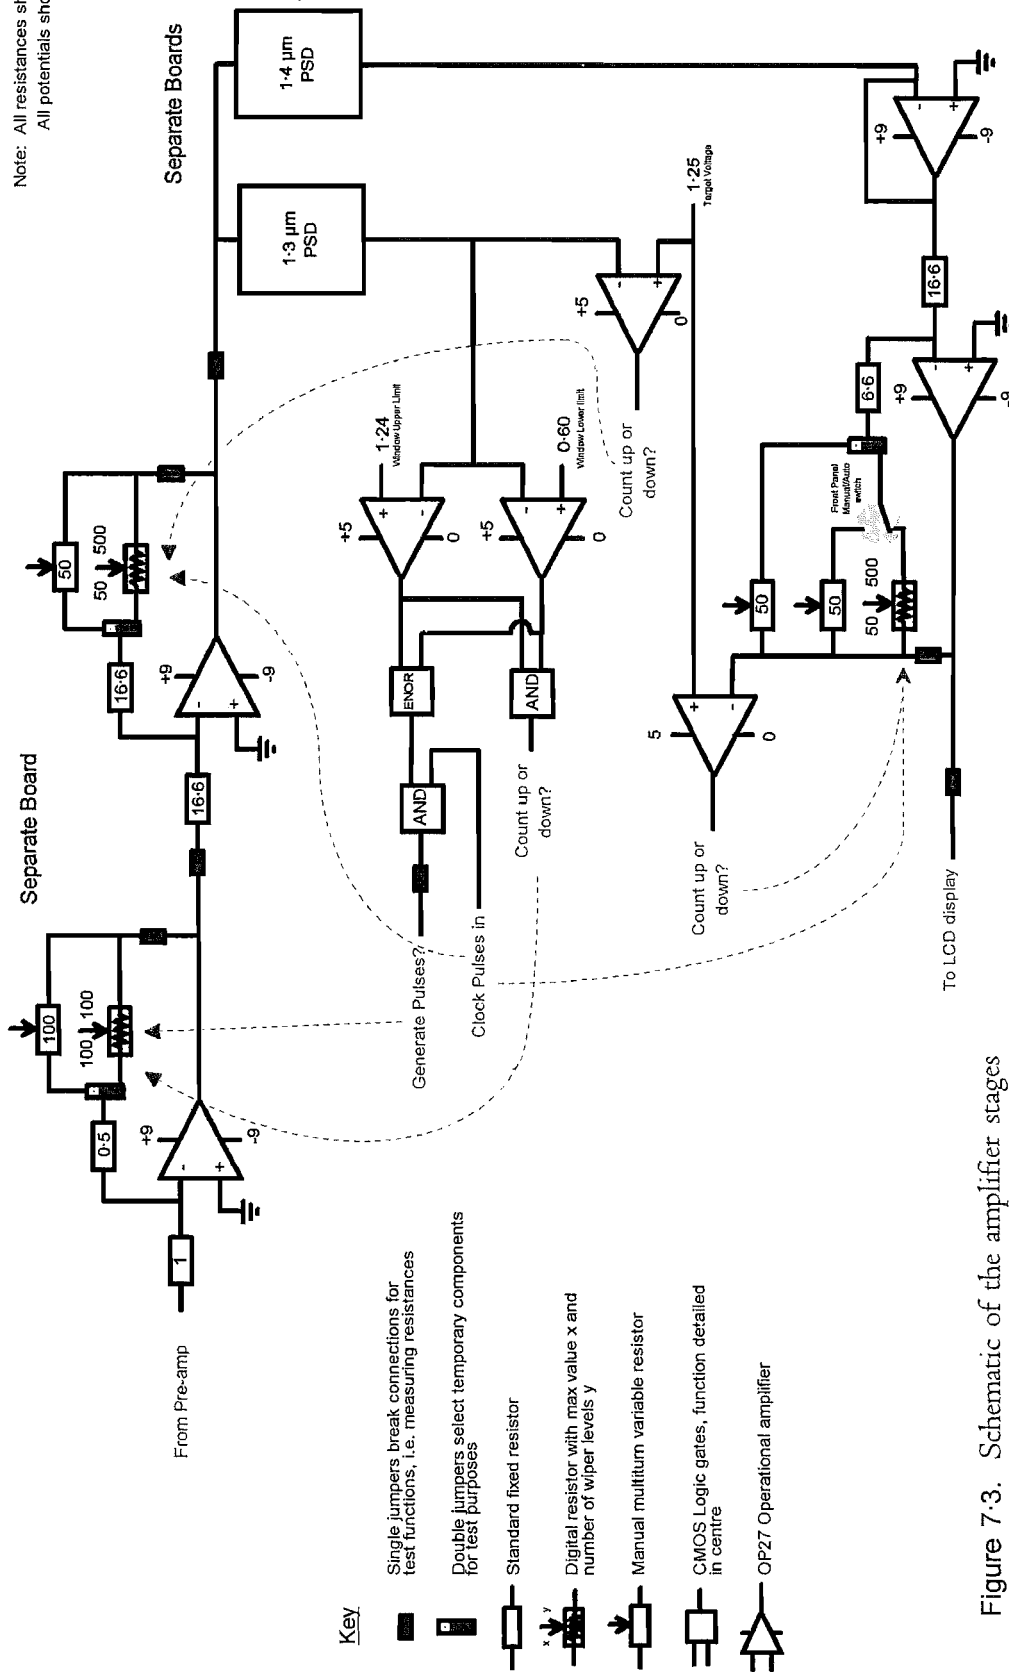 Note: All resistances sh
All potentials sho
Separate Boards
1·4 µm
PSD
1·3 µm
PSD
Separate Board
From Pre-amp
1
0·5
100
100 100
+9
-9
-
+
16·6
16·6
50
50 500
+9
-9
-
+
1·24
Window Upper Limit
0·60
Window Lower limit
+5
0
+
-
+5
0
-
+
ENOR
AND
AND
Generate Pulses?
Clock Pulses in
Count up or
down?
+5
0
-
+
1·25
Target Voltage
Count up or
down?
5
0
+
-
Count up or
down?
50
50
50 500
Front Panel
Manual/Auto
switch
6·6
16·6
+9
-9
-
+
+9
-9
-
+
To LCD display
Key
Single jumpers break connections for
test functions, i.e. measuring resistances
Double jumpers select temporary components
for test purposes
Standard fixed resistor
x y
Digital resistor with max value x and
number of wiper levels y
Manual multiturn variable resistor
CMOS Logic gates, function detailed
in centre
OP27 Operational amplifier
Figure 7·3. Schematic of the amplifier stages